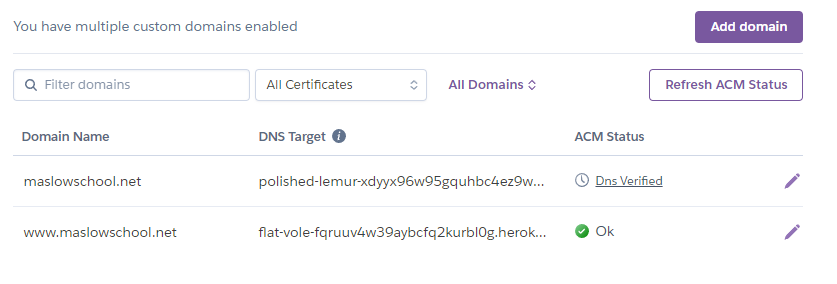 You have multiple custom domains enabled
Add domain
Filter domains
All Certificates
All Domains
Refresh ACM Status
Domain Name
DNS Target
ACM Status
maslowschool.net
polished-lemur-xdyyx96w95gquhbc4ez9w...
Dns Verified
www.maslowschool.net
flat-vole-fqruuv4w39aybcfq2kurbl0g.herok...
Ok